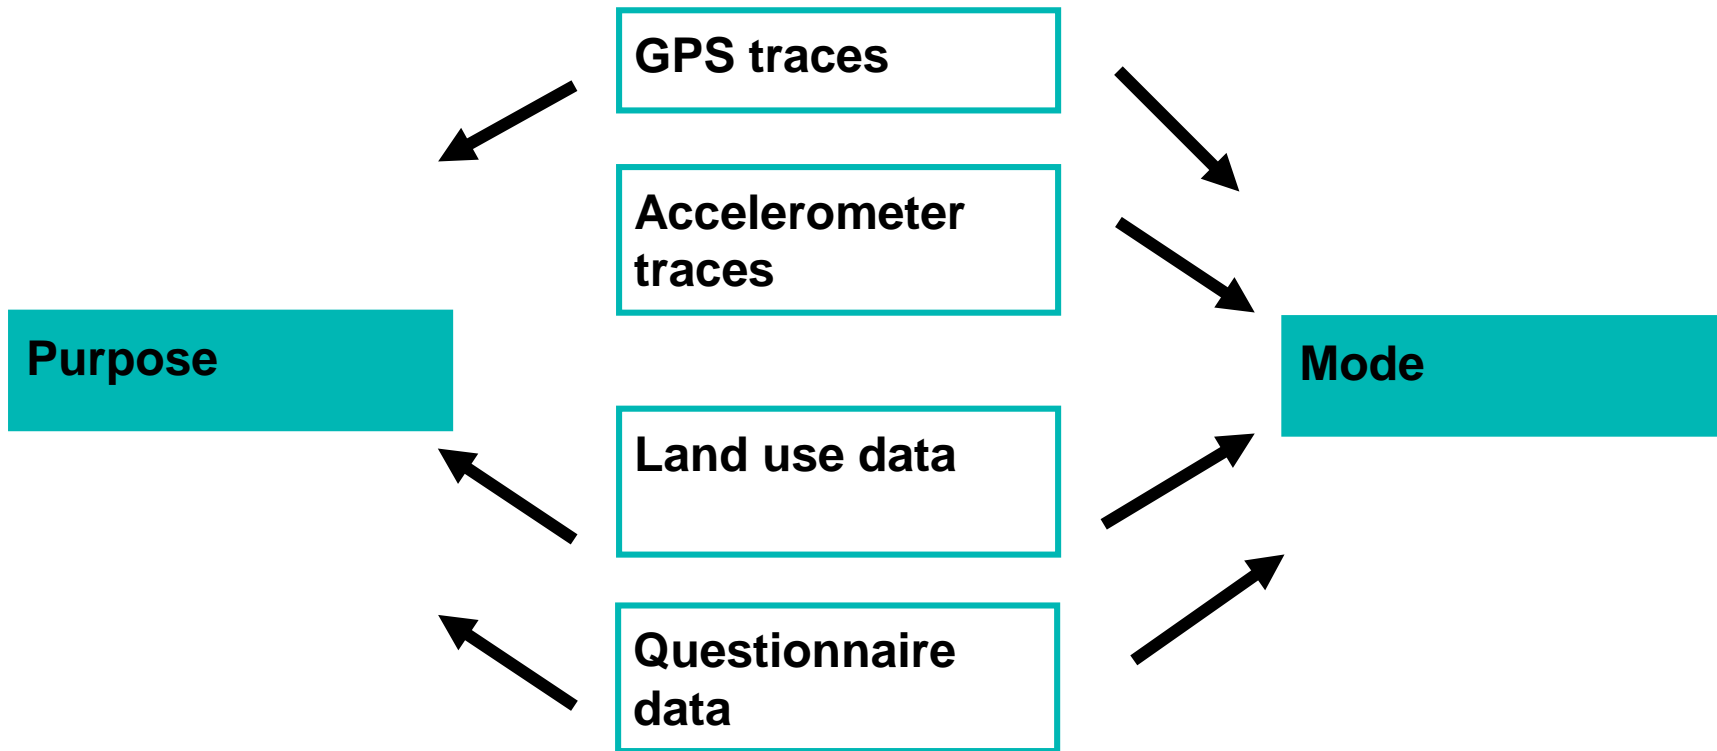 GPS traces
Accelerometer
traces
Purpose
Mode
Land use data
Questionnaire
data